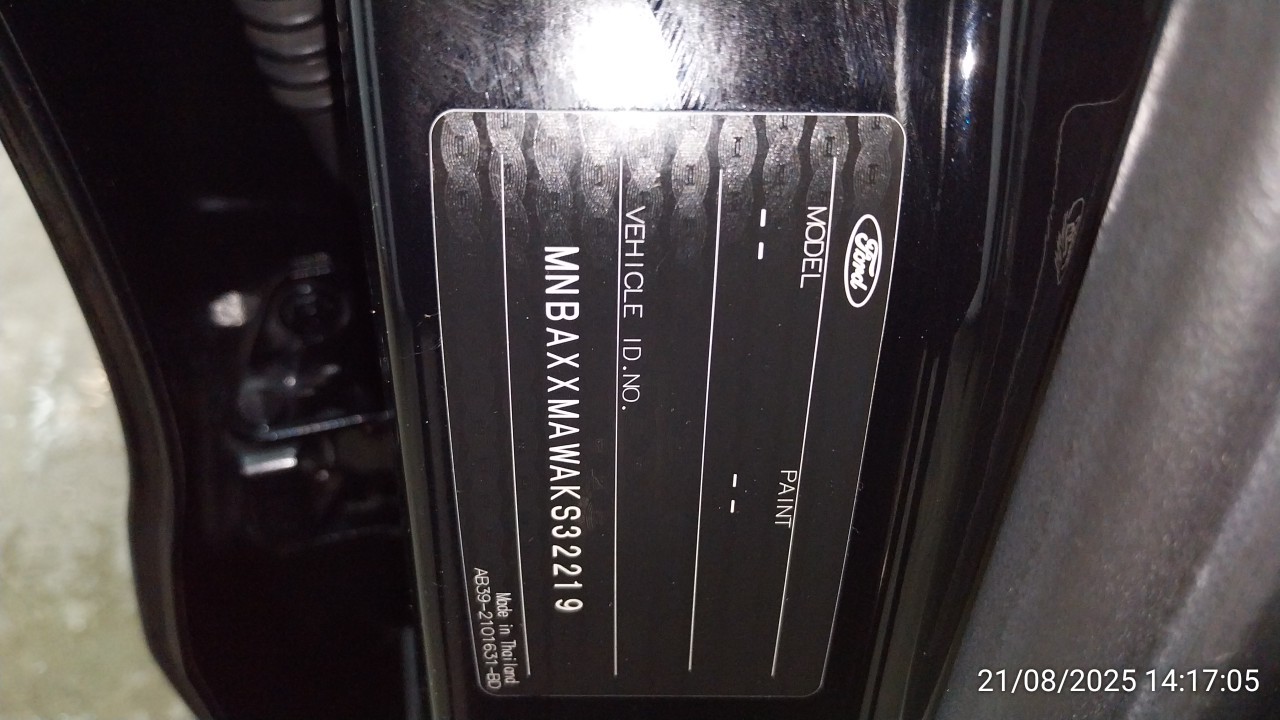 Ford
MODEL PAINT
-- --
VEHICLE ID.NO.
MNBAXXMAWAKS32219
Made in Thailand
AB39-2101631-BD
21/08/2025 14:17:05